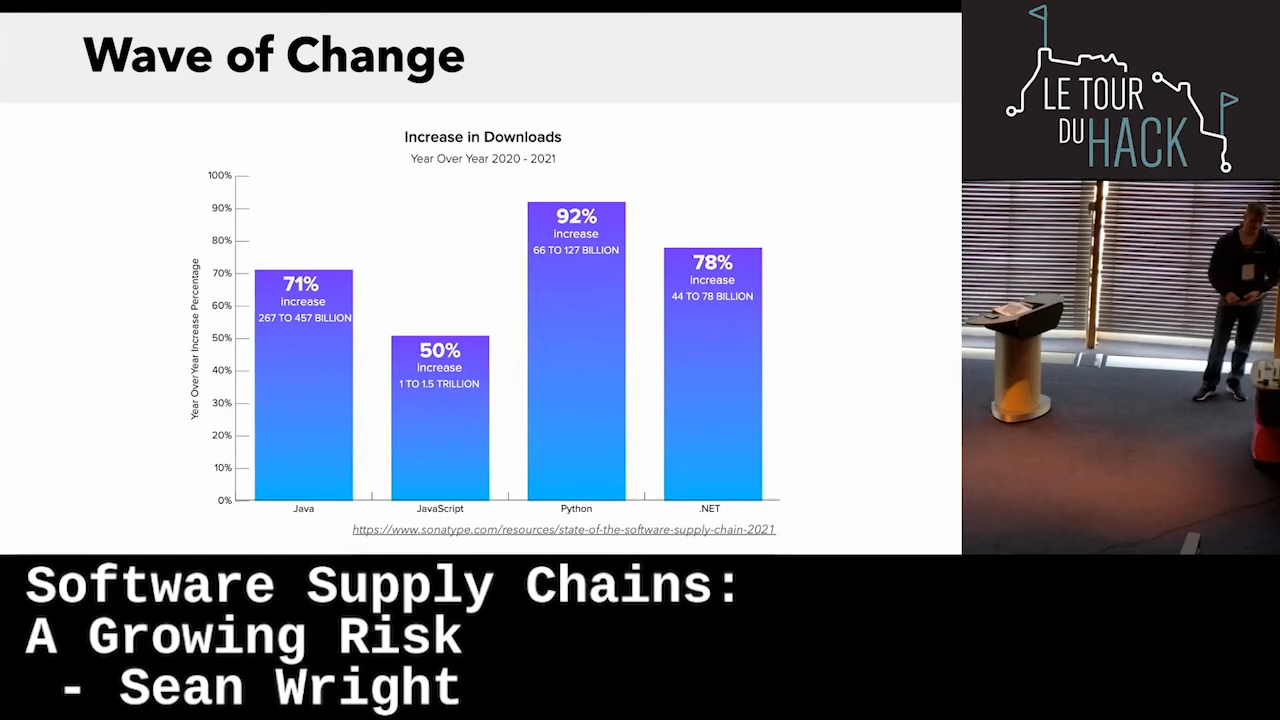 Wave of Change
Increase in Downloads
Year Over Year 2020 - 2021
Year Over Year Increase Percentage
100%
90%
80%
70%
60%
50%
40%
30%
20%
10%
0%
71%
increase
267 TO 457 BILLION
50%
increase
1 TO 1.5 TRILLION
92%
increase
66 TO 127 BILLION
78%
increase
44 TO 78 BILLION
Java
JavaScript
Python
.NET
https://www.sonatype.com/resources/state-of-the-software-supply-chain-2021
LE TOUR
DU HACK
Software Supply Chains:
A Growing Risk
- Sean Wright